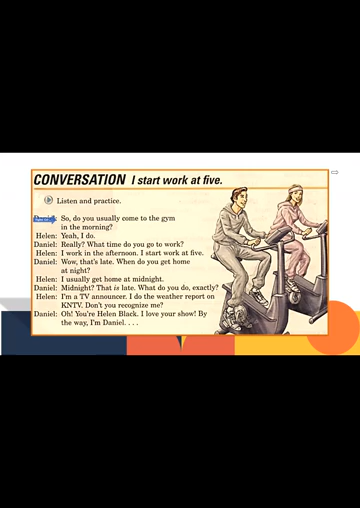 CONVERSATION I start work at five.
Listen and practice.
So, do you usually come to the gym
in the morning?
Helen: Yeah, I do.
Daniel: Really? What time do you go to work?
Helen: I work in the afternoon. I start work at five.
Daniel: Wow, that's late. When do you get home
at night?
Helen: I usually get home at midnight.
Daniel: Midnight? That is late. What do you do, exactly?
Helen: I'm a TV announcer. I do the weather report on
KNTV. Don't you recognize me?
Daniel: Oh! You're Helen Black. I love your show! By
the way, I'm Daniel. . . .